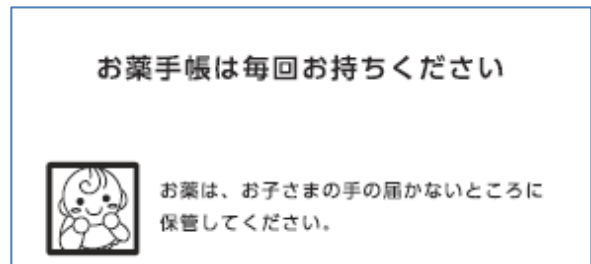 お薬手帳は毎回お持ちください
お薬は、お子さまの手の届かないところに
保管してください。